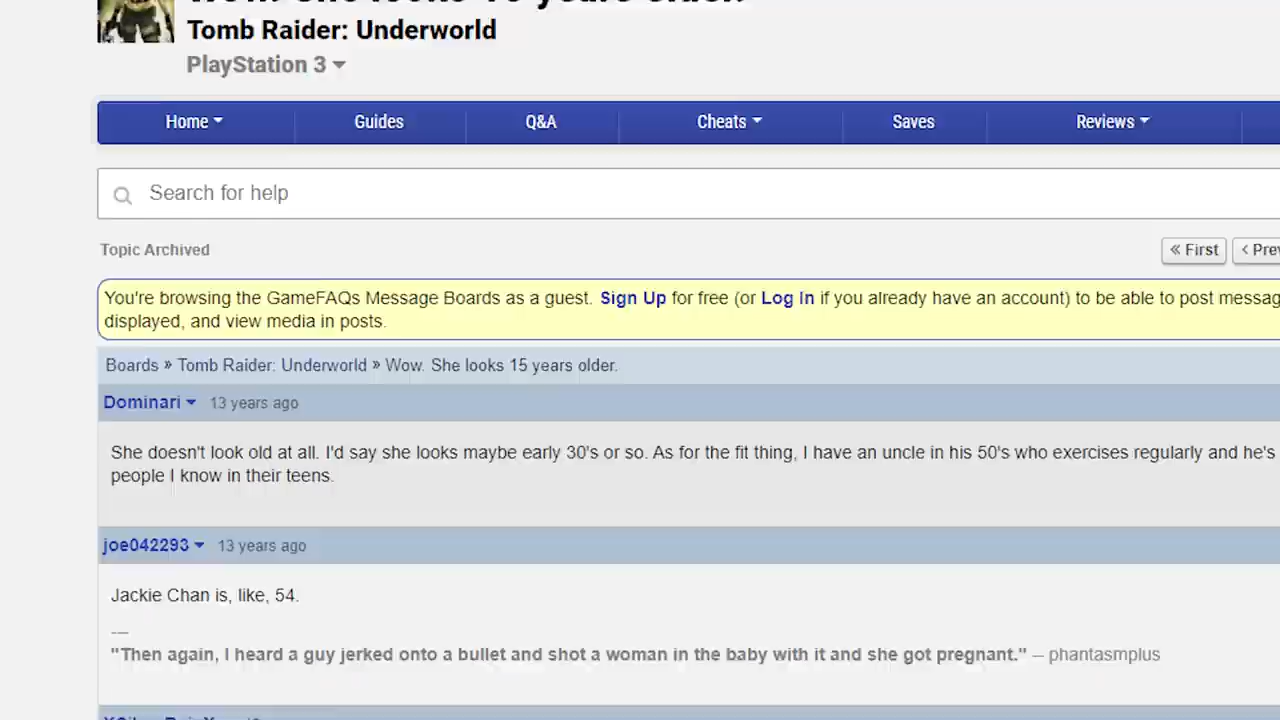 Tomb Raider: Underworld
PlayStation 3
Home Guides Q&A Cheats Saves Reviews
Search for help
Topic Archived « First ‹
You're browsing the GameFAQs Message Boards as a guest. Sign Up for free (or Log In if you already have an account) to be able to post
displayed, and view media in posts.
Boards » Tomb Raider: Underworld » Wow. She looks 15 years older.
Dominari 13 years ago
She doesn't look old at all. I'd say she looks maybe early 30's or so. As for the fit thing, I have an uncle in his 50's who exercises regularly and he's
people I know in their teens.
joe042293 13 years ago
Jackie Chan is, like, 54.
---
"Then again, I heard a guy jerked onto a bullet and shot a woman in the baby with it and she got pregnant." – phantasmplus